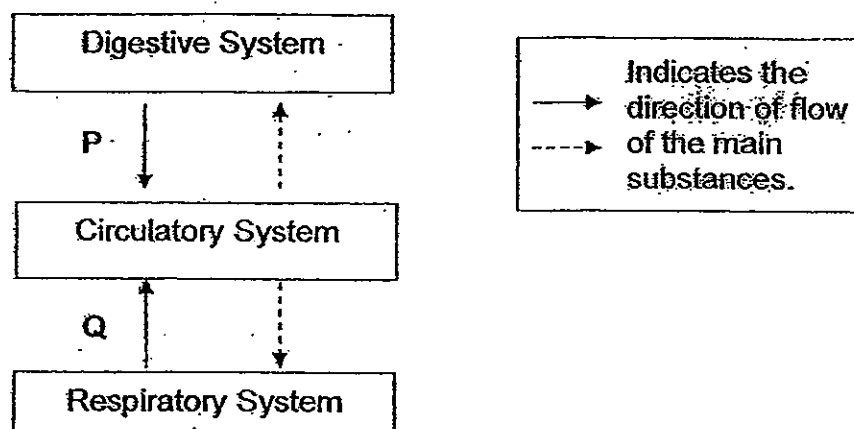 Digestive System
P
Circulatory System
Q
Respiratory System
Indicates the
direction of flow
of the main
substances.